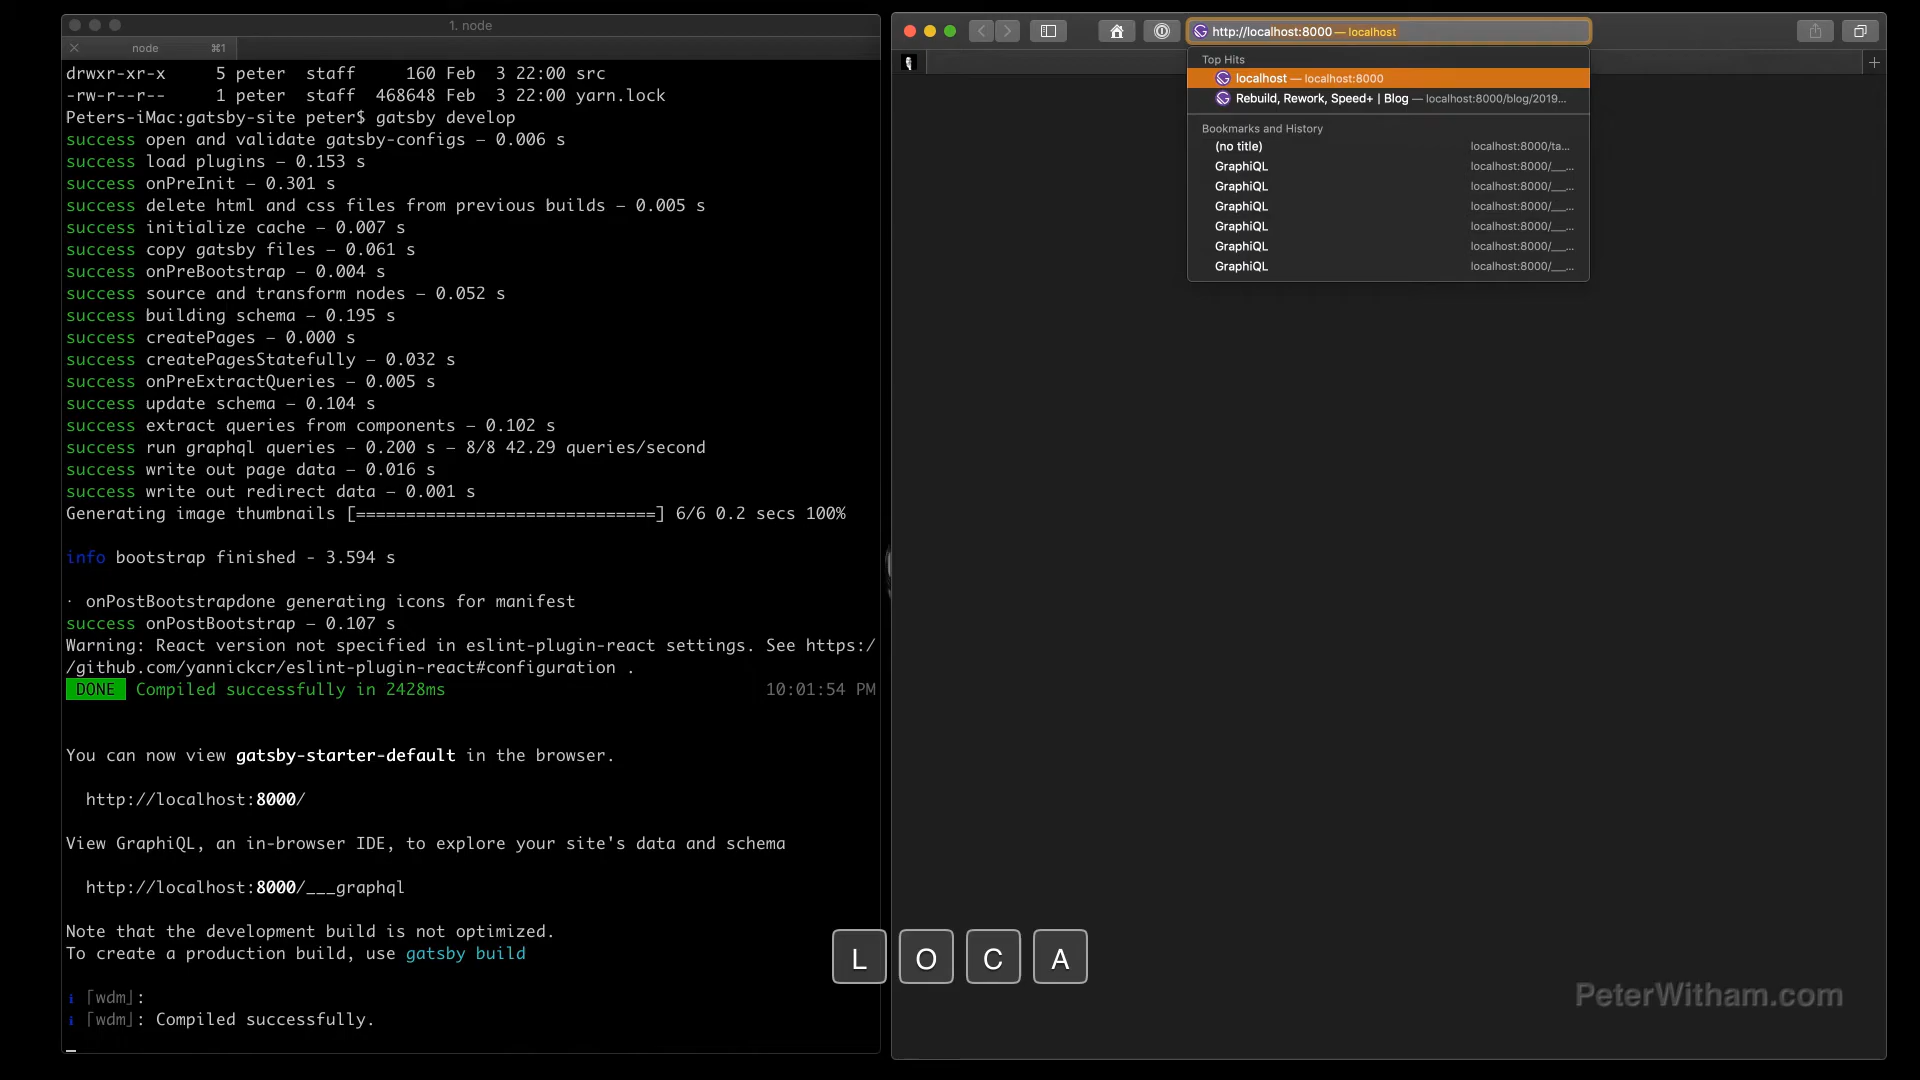 1. node
node ⌘1
drwxr-xr-x 5 peter staff 160 Feb 3 22:00 src
-rw-r--r-- 1 peter staff 468648 Feb 3 22:00 yarn.lock
Peters-iMac:gatsby-site peter$ gatsby develop
success open and validate gatsby-configs — 0.006 s
success load plugins — 0.153 s
success onPreInit — 0.301 s
success delete html and css files from previous builds — 0.005 s
success initialize cache — 0.007 s
success copy gatsby files — 0.061 s
success onPreBootstrap — 0.004 s
success source and transform nodes — 0.052 s
success building schema — 0.195 s
success createPages — 0.000 s
success createPagesStatefully — 0.032 s
success onPreExtractQueries — 0.005 s
success update schema — 0.104 s
success extract queries from components — 0.102 s
success run graphql queries — 0.200 s — 8/8 42.29 queries/second
success write out page data — 0.016 s
success write out redirect data — 0.001 s
Generating image thumbnails [==============================] 6/6 0.2 secs 100%
info bootstrap finished - 3.594 s
· onPostBootstrapdone generating icons for manifest
success onPostBootstrap — 0.107 s
Warning: React version not specified in eslint-plugin-react settings. See https:/
/github.com/yannickcr/eslint-plugin-react#configuration .
DONE Compiled successfully in 2428ms 10:01:54 PM
You can now view gatsby-starter-default in the browser.
http://localhost:8000/
View GraphiQL, an in-browser IDE, to explore your site's data and schema
http://localhost:8000/___graphql
Note that the development build is not optimized.
To create a production build, use gatsby build
ℹ ｢wdm｣:
ℹ ｢wdm｣: Compiled successfully.
http://localhost:8000 — localhost
Top Hits
localhost — localhost:8000
Rebuild, Rework, Speed+ | Blog — localhost:8000/blog/2019...
Bookmarks and History
(no title) localhost:8000/ta...
GraphiQL localhost:8000/___...
GraphiQL localhost:8000/___...
GraphiQL localhost:8000/___...
GraphiQL localhost:8000/___...
GraphiQL localhost:8000/___...
GraphiQL localhost:8000/___...
L O C A
PeterWitham.com